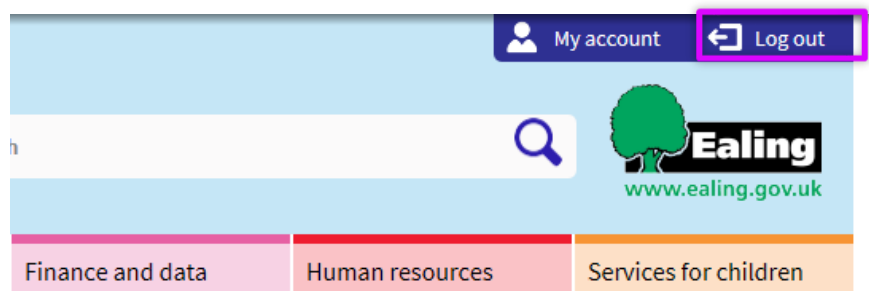 My account
Log out
h
Ealing
www.ealing.gov.uk
Finance and data
Human resources
Services for children